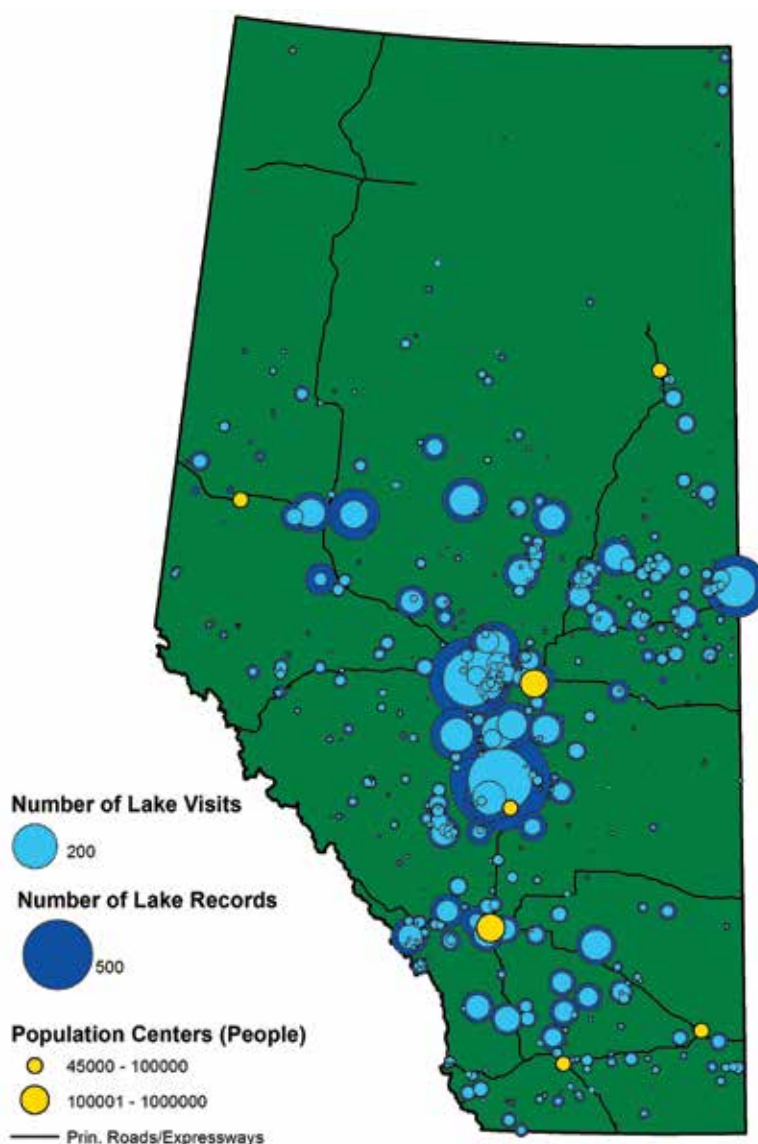 Number of Lake Visits
200
Number of Lake Records
500
Population Centers (People)
45000 - 100000
100001 - 1000000
Prin. Roads/Expressways